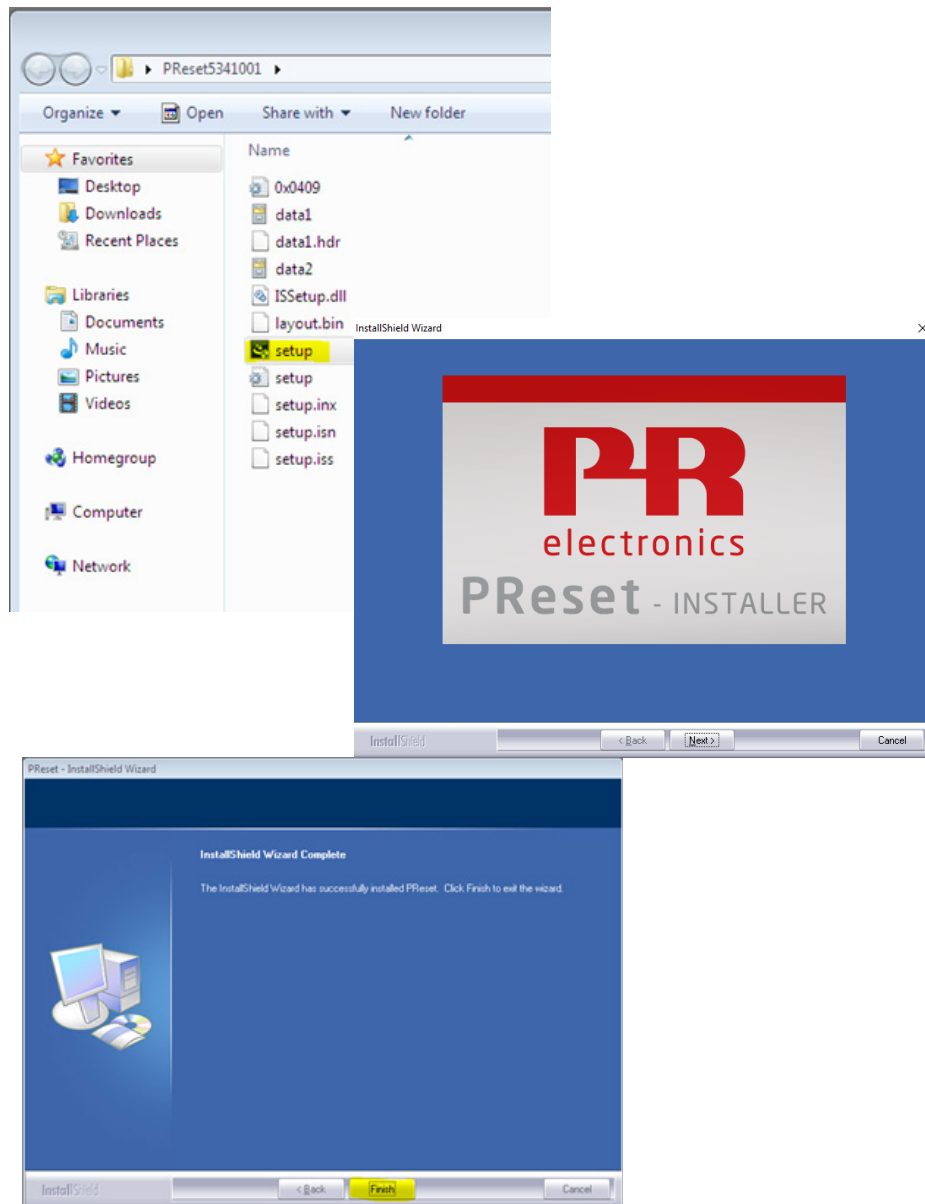 PReset5341001
Organize Open Share with New folder
Favorites
Desktop
Downloads
Recent Places
Libraries
Documents
Music
Pictures
Videos
Homegroup
Computer
Network
Name
0x0409
data1
data1.hdr
data2
ISSetup.dll
layout.bin
setup
setup
setup.inx
setup.isn
setup.iss
InstallShield Wizard
PR
electronics
PReset - INSTALLER
InstallShield
< Back Next > Cancel
PReset - InstallShield Wizard
InstallShield Wizard Complete
The InstallShield Wizard has successfully installed PReset. Click Finish to exit the wizard.
InstallShield
< Back Finish Cancel